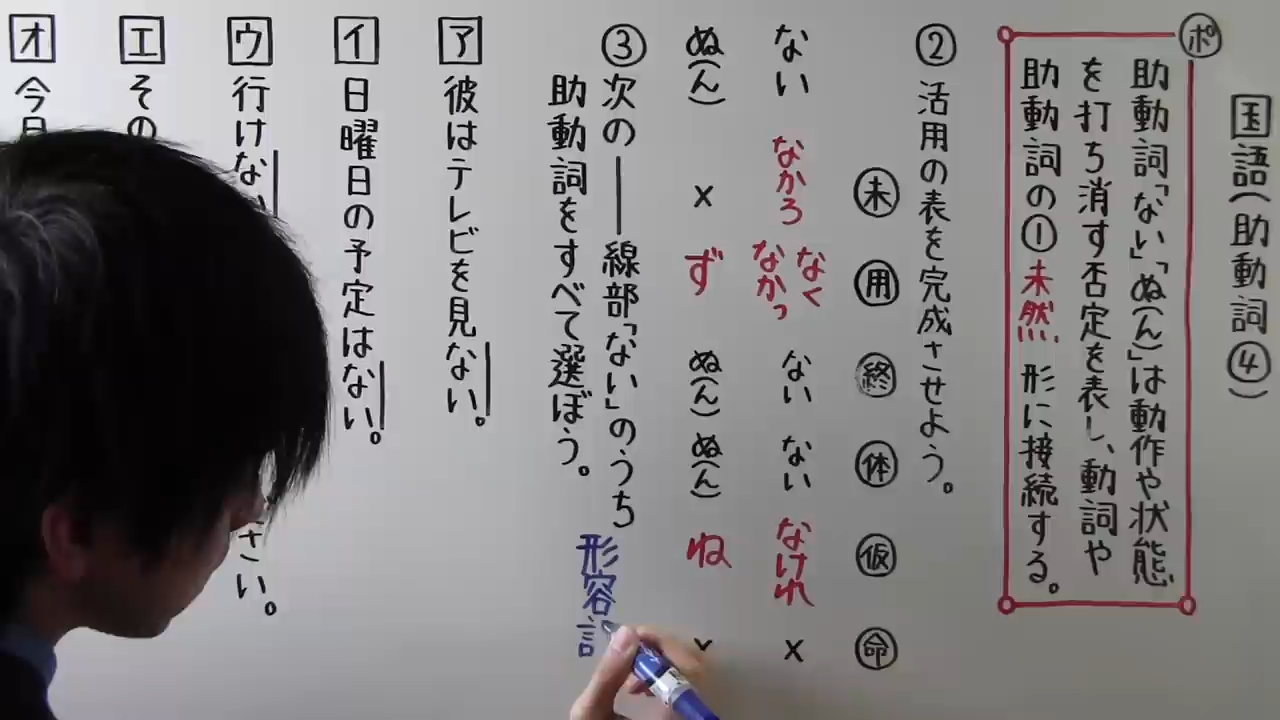 国語(助動詞④)
ポ
助動詞「ない」「ぬ(ん)」は動作や状態
を打ち消す否定を表し、動詞や
助動詞の①未然形に接続する。
②活用の表を完成させよう。
未 用 終 体 仮 命
ない なかろ なく なかっ ない ない なけれ ×
ぬ(ん) × ず ぬ(ん) ぬ(ん) ね ×
③次の――線部「ない」のうち
助動詞をすべて選ぼう。
形容
ア 彼はテレビを見ない。
イ 日曜日の予定はない。
ウ 行けな さい。
エ その
オ 今日